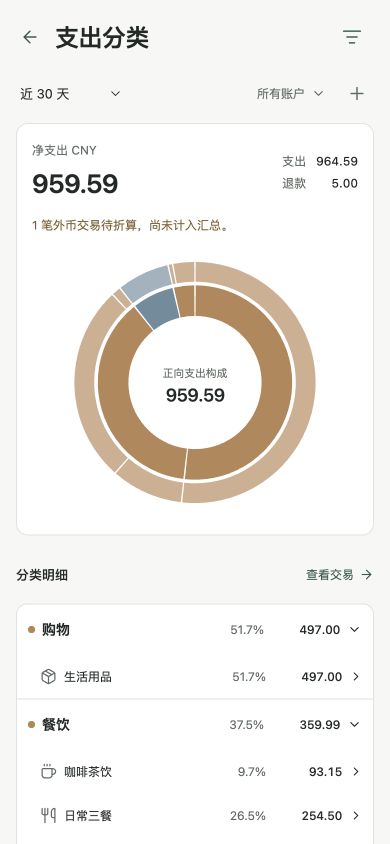 支出分类
近 30 天
所有账户
净支出 CNY
959.59
支出 964.59
退款 5.00
1 笔外币交易待折算，尚未计入汇总。
正向支出构成
959.59
分类明细
查看交易
购物 51.7% 497.00
生活用品 51.7% 497.00
餐饮 37.5% 359.99
咖啡茶饮 9.7% 93.15
日常三餐 26.5% 254.50